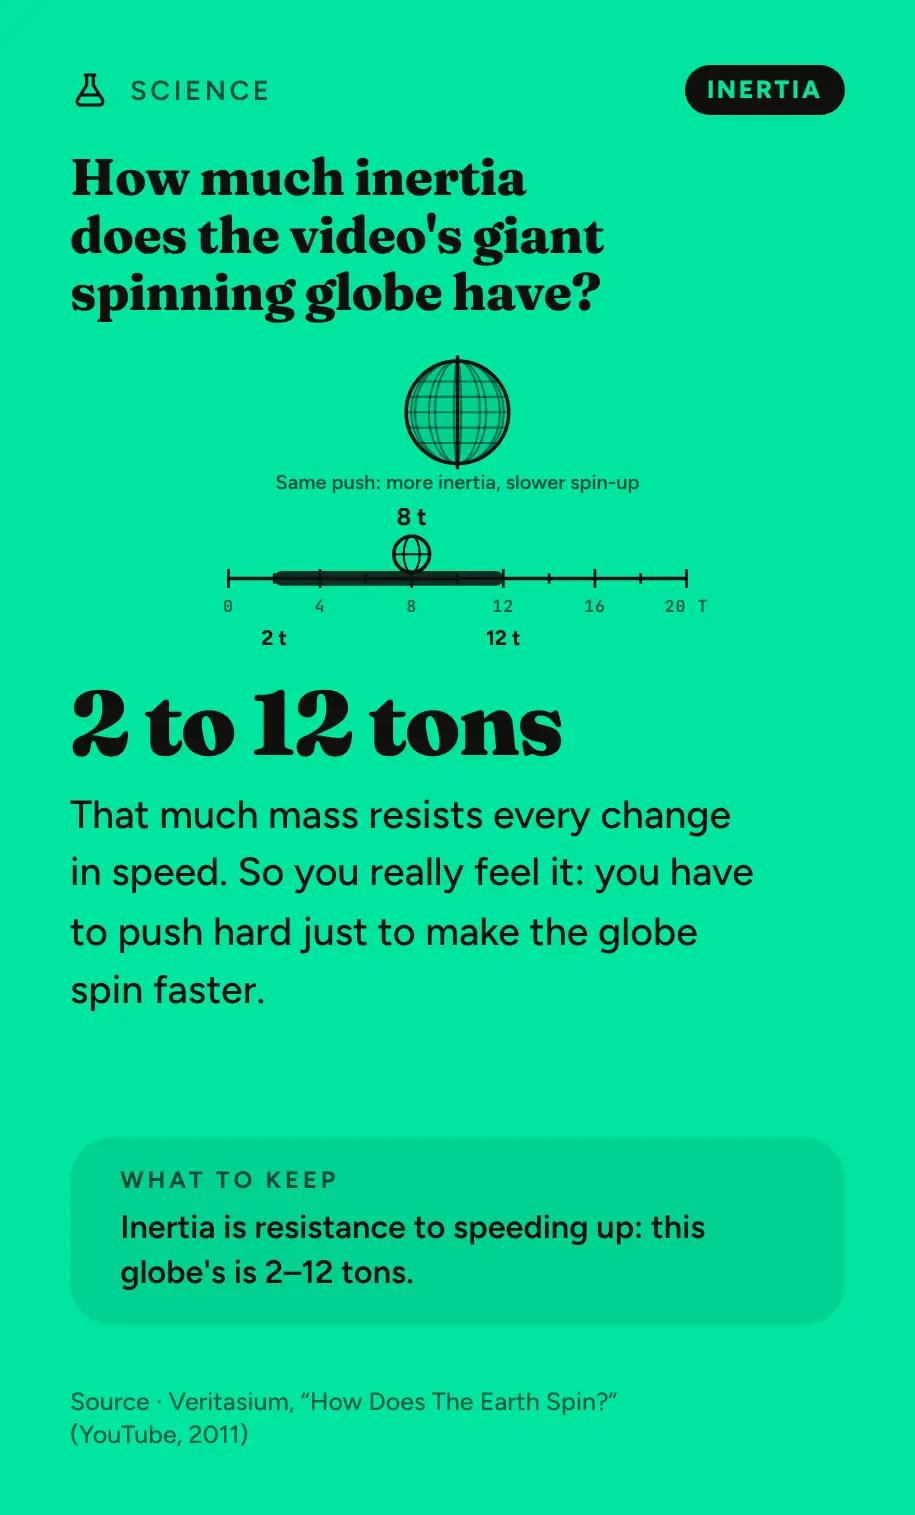 SCIENCE
INERTIA
How much inertia
does the video's giant
spinning globe have?
Same push: more inertia, slower spin-up
8 t
0 4 8 12 16 20 T
2 t 12 t
2 to 12 tons
That much mass resists every change
in speed. So you really feel it: you have
to push hard just to make the globe
spin faster.
WHAT TO KEEP
Inertia is resistance to speeding up: this
globe's is 2–12 tons.
Source · Veritasium, “How Does The Earth Spin?”
(YouTube, 2011)